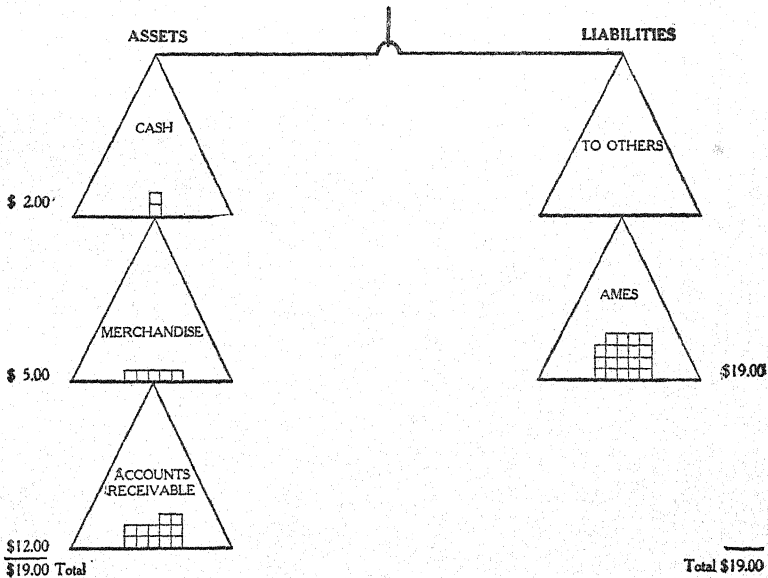 ASSETS
LIABILITIES
CASH
TO OTHERS
$ 2.00
MERCHANDISE
AMES
$ 5.00
$19.00
ACCOUNTS
RECEIVABLE
$12.00
$19.00 Total
Total $19.00